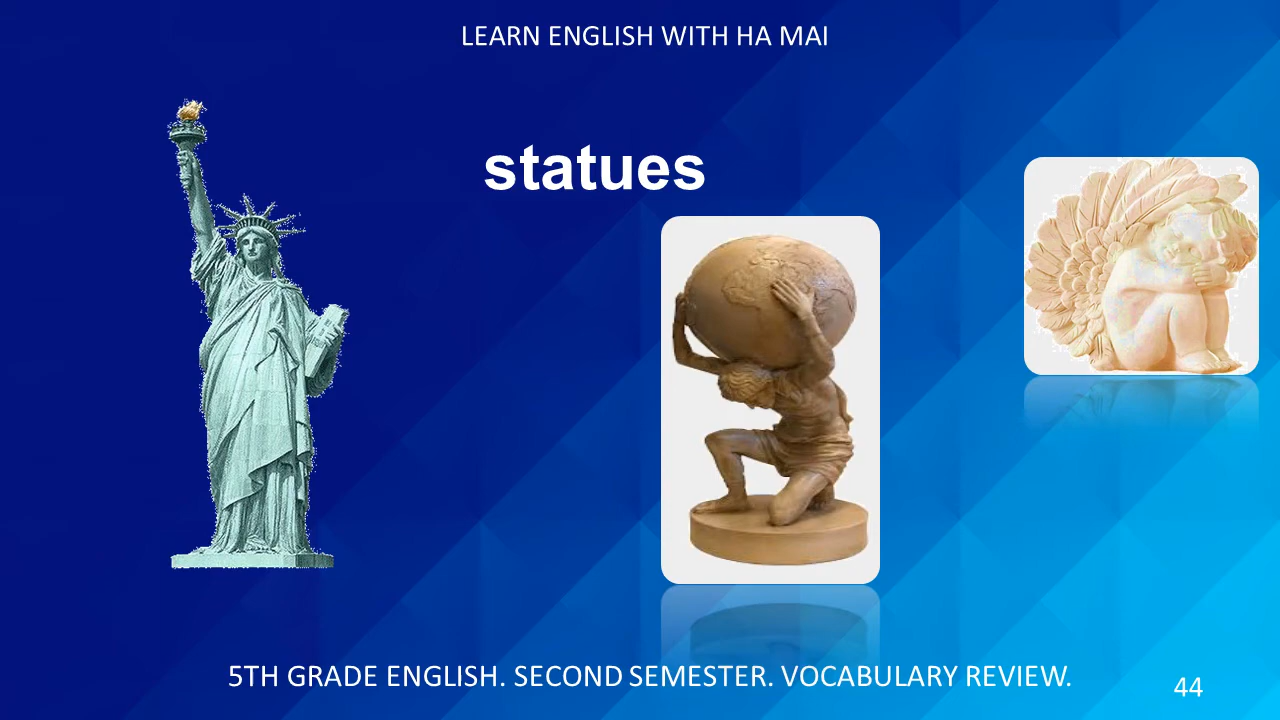 LEARN ENGLISH WITH HA MAI
statues
5TH GRADE ENGLISH. SECOND SEMESTER. VOCABULARY REVIEW.
44